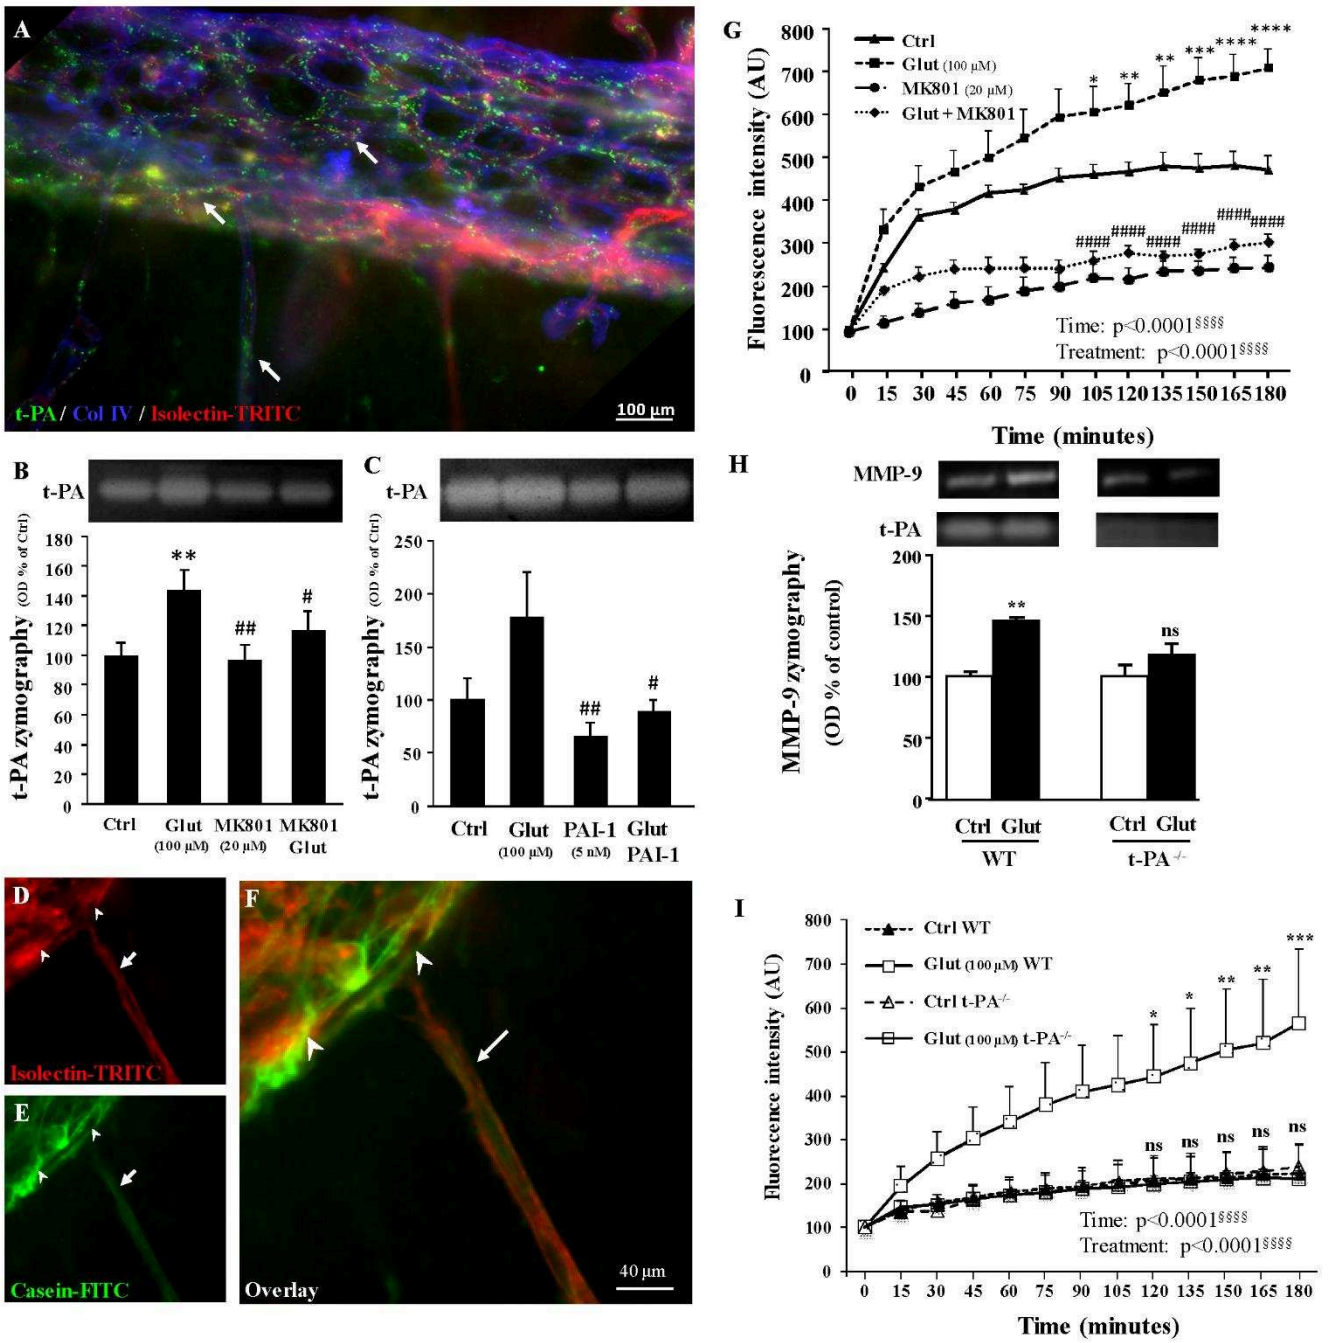 A
t-PA / Col IV / Isolectin-TRITC
100 µm
B
t-PA
t-PA zymography (OD % of Ctrl)
180
160
140
120
100
80
60
40
20
0
**
##
#
Ctrl
Glut
(100 µM)
MK801
(20 µM)
MK801
Glut
C
t-PA
t-PA zymography (OD % of Ctrl)
250
200
150
100
50
0
##
#
Ctrl
Glut
(100 µM)
PAI-1
(5 nM)
Glut
PAI-1
D
Isolectin-TRITC
E
Casein-FITC
F
Overlay
40 µm
G
Fluorescence intensity (AU)
800
700
600
500
400
300
200
100
0
Ctrl
Glut (100 µM)
MK801 (20 µM)
Glut + MK801
* ** ** *** **** ****
#### #### #### #### #### ####
Time: p<0.0001§§§§
Treatment: p<0.0001§§§§
0 15 30 45 60 75 90 105 120 135 150 165 180
Time (minutes)
H
MMP-9
t-PA
MMP-9 zymography
(OD % of control)
200
150
100
50
0
**
ns
Ctrl Glut
WT
Ctrl Glut
t-PA-/-
I
Fluorecence intensity (AU)
800
700
600
500
400
300
200
100
0
Ctrl WT
Glut (100 µM) WT
Ctrl t-PA-/-
Glut (100 µM) t-PA-/-
* * ** ** ***
ns ns ns ns ns
Time: p<0.0001§§§§
Treatment: p<0.0001§§§§
0 15 30 45 60 75 90 105 120 135 150 165 180
Time (minutes)